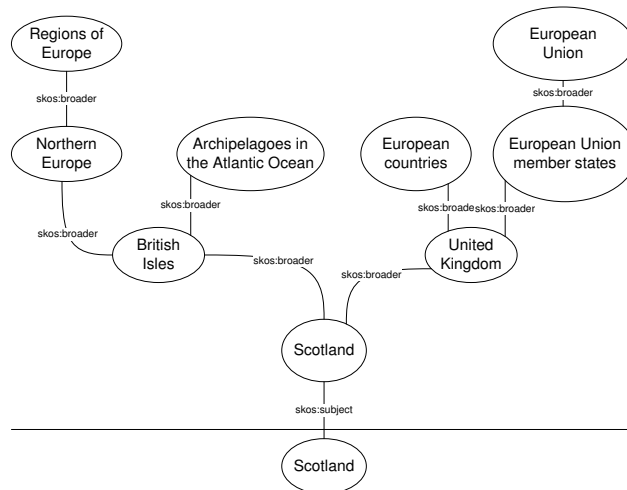 Regions of
Europe
European
Union
skos:broader
skos:broader
Northern
Europe
Archipelagoes in
the Atlantic Ocean
European
countries
European Union
member states
skos:broader
skos:broade
skos:broader
skos:broader
British
Isles
United
Kingdom
skos:broader
skos:broader
Scotland
skos:subject
Scotland